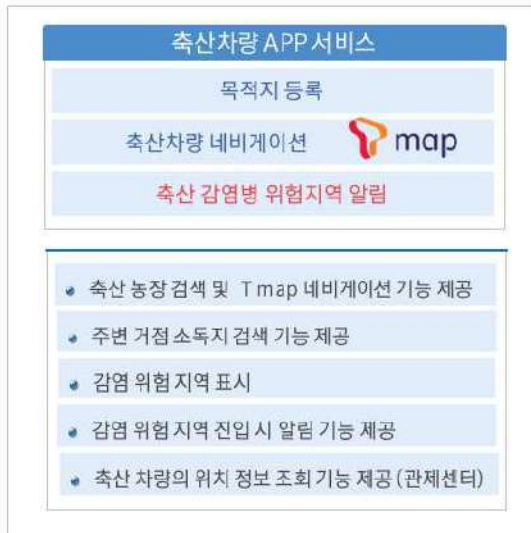 축산차량 APP 서비스
목적지 등록
축산차량 네비게이션 T map
축산 감염병 위험지역 알림
축산 농장 검색 및 T map 네비게이션 기능 제공
주변 거점 소독지 검색 기능 제공
감염 위험 지역 표시
감염 위험 지역 진입 시 알림 기능 제공
축산 차량의 위치 정보 조회 기능 제공 (관제센터)